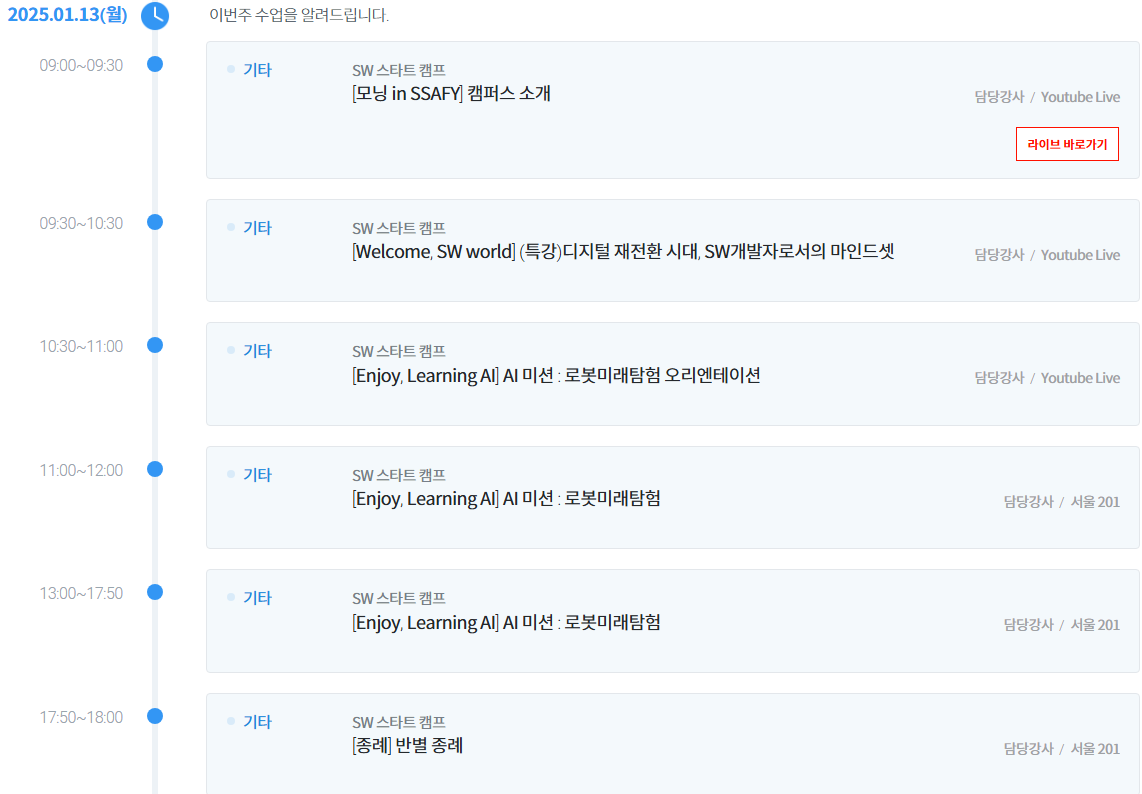 2025.01.13(월) 이번주 수업을 알려드립니다.
09:00~09:30 기타 SW 스타트 캠프
[모닝 in SSAFY] 캠퍼스 소개
담당강사 / Youtube Live
라이브 바로가기
09:30~10:30 기타 SW 스타트 캠프
[Welcome, SW world] (특강)디지털 재전환 시대, SW개발자로서의 마인드셋
담당강사 / Youtube Live
10:30~11:00 기타 SW 스타트 캠프
[Enjoy, Learning AI] AI 미션 : 로봇미래탐험 오리엔테이션
담당강사 / Youtube Live
11:00~12:00 기타 SW 스타트 캠프
[Enjoy, Learning AI] AI 미션 : 로봇미래탐험
담당강사 / 서울 201
13:00~17:50 기타 SW 스타트 캠프
[Enjoy, Learning AI] AI 미션 : 로봇미래탐험
담당강사 / 서울 201
17:50~18:00 기타 SW 스타트 캠프
[종례] 반별 종례
담당강사 / 서울 201